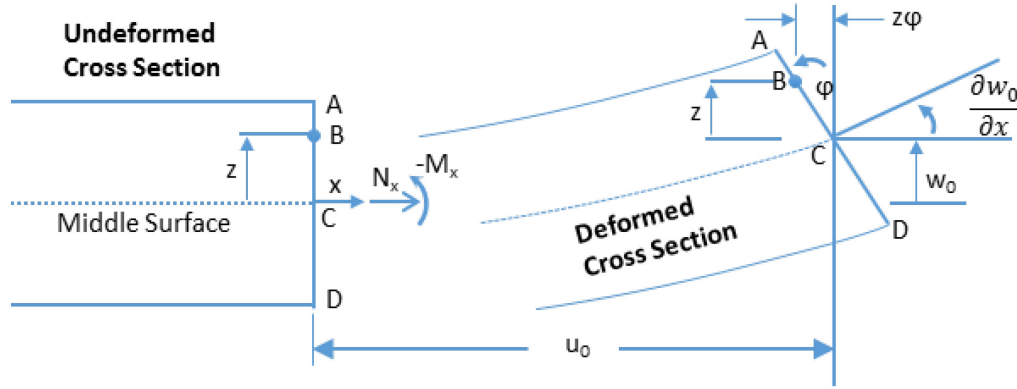 Undeformed
Cross Section
A
B
z
x
N_x
-M_x
C
Middle Surface
D
zφ
A
B
φ
z
C
∂w_0
∂x
w_0
D
Deformed
Cross Section
u_0